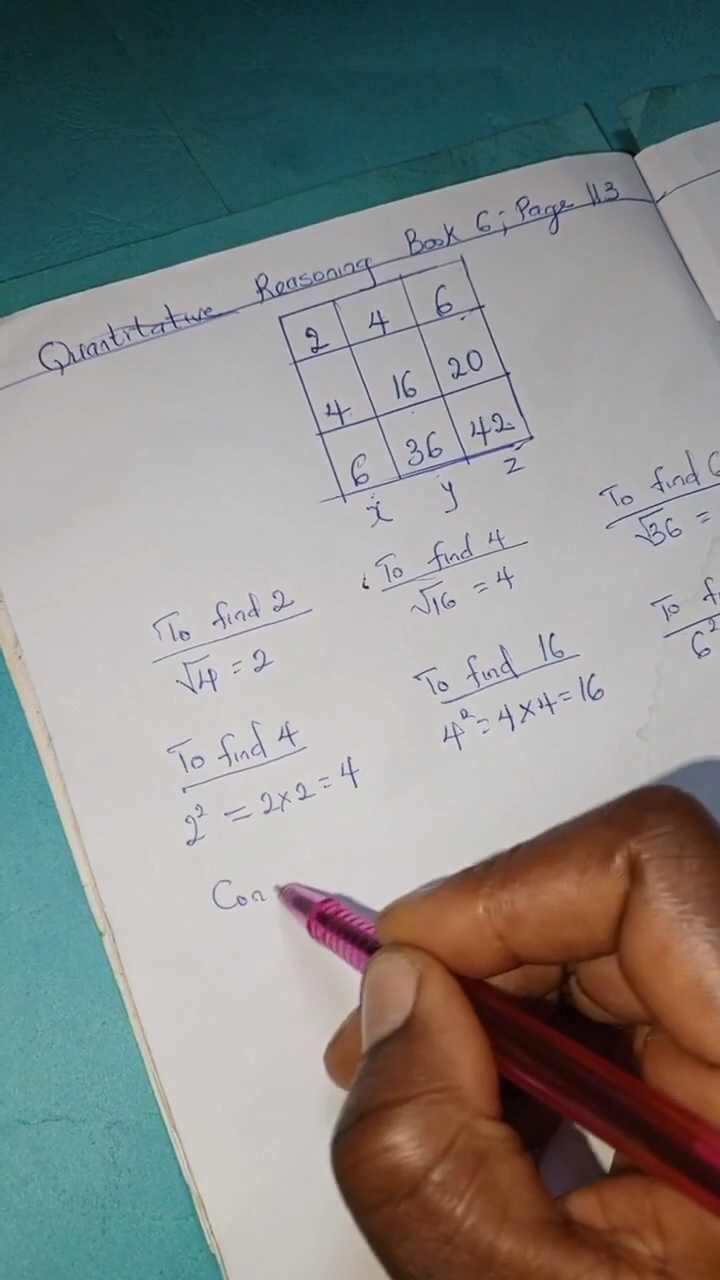 Quantitative Reasoning Book 6; Page 113
2 4 6
4 16 20
6 36 42
x y z
To find 2
√4 = 2
To find 4
2² = 2×2 = 4
To find 4
√16 = 4
To find 16
4² = 4×4 = 16
To find 6
√36 =
To f
6²
Con